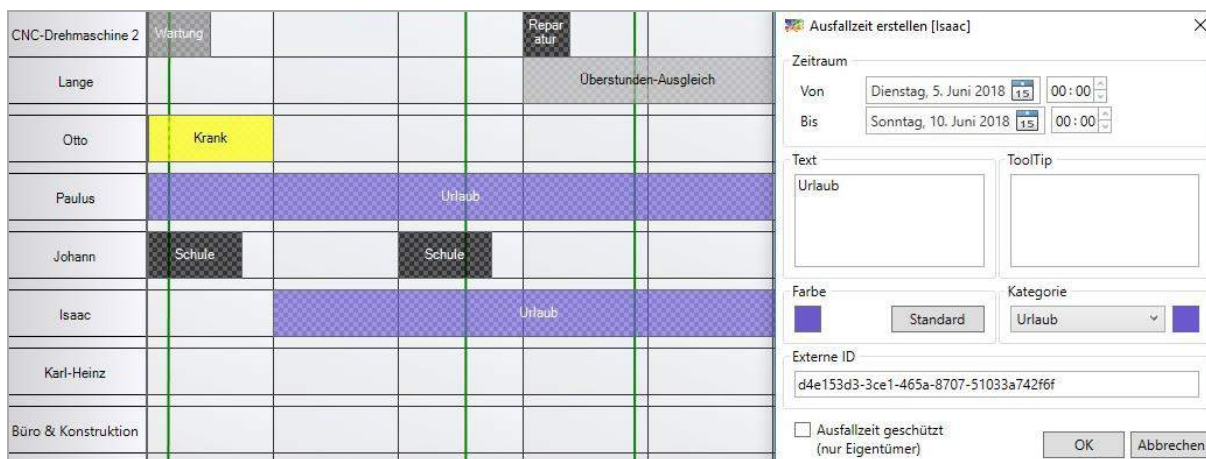 CNC-Drehmaschine 2
Wartung
Repar
atur
Lange
Überstunden-Ausgleich
Otto
Krank
Paulus
Urlaub
Johann
Schule
Schule
Isaac
Urlaub
Karl-Heinz
Büro & Konstruktion
Ausfallzeit erstellen [Isaac]
Zeitraum
Von Dienstag, 5. Juni 2018 15 00:00
Bis Sonntag, 10. Juni 2018 15 00:00
Text
Urlaub
ToolTip
Farbe
Standard
Kategorie
Urlaub
Externe ID
d4e153d3-3ce1-465a-8707-51033a742f6f
Ausfallzeit geschützt
(nur Eigentümer)
OK
Abbrechen